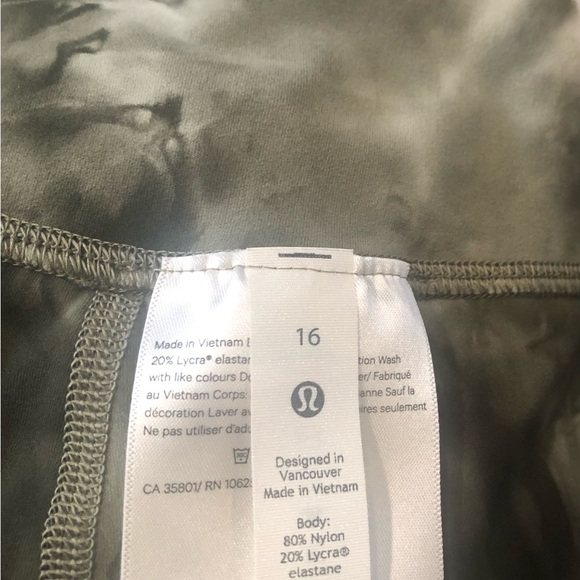 16
Designed in
Vancouver
Made in Vietnam
Body:
80% Nylon
20% Lycra®
elastane
Made in Vietnam
20% Lycra® elasta tion Wash
with like colours D er/ Fabriqué
au Vietnam Corps. anne Sauf la
décoration Laver av ires seulement
Ne pas utiliser d'ad
CA 35801/ RN 1062